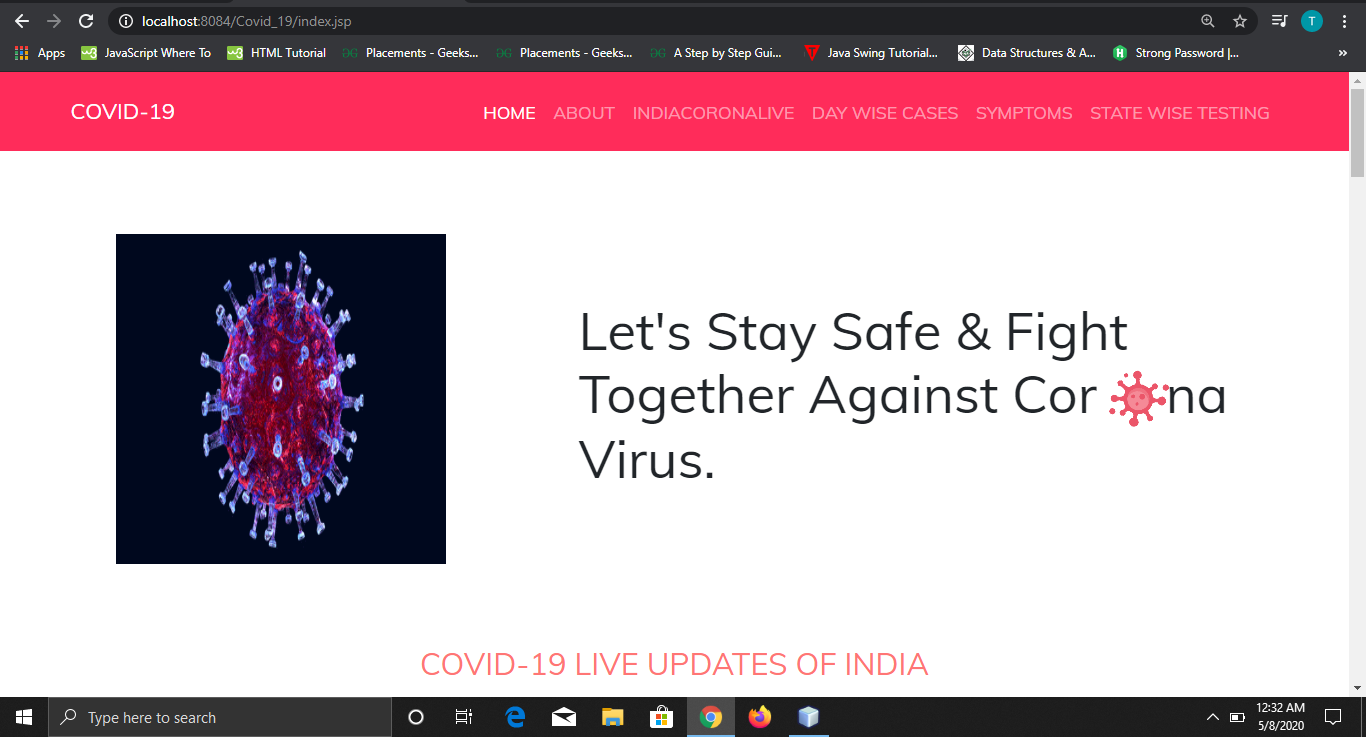 localhost:8084/Covid_19/index.jsp
T
Apps
JavaScript Where To
HTML Tutorial
Placements - Geeks...
Placements - Geeks...
A Step by Step Gui...
Java Swing Tutorial...
Data Structures & A...
Strong Password |...
»
COVID-19
HOME
ABOUT
INDIACORONALIVE
DAY WISE CASES
SYMPTOMS
STATE WISE TESTING
Let's Stay Safe & Fight
Together Against Cor na
Virus.
COVID-19 LIVE UPDATES OF INDIA
Type here to search
12:32 AM
5/8/2020